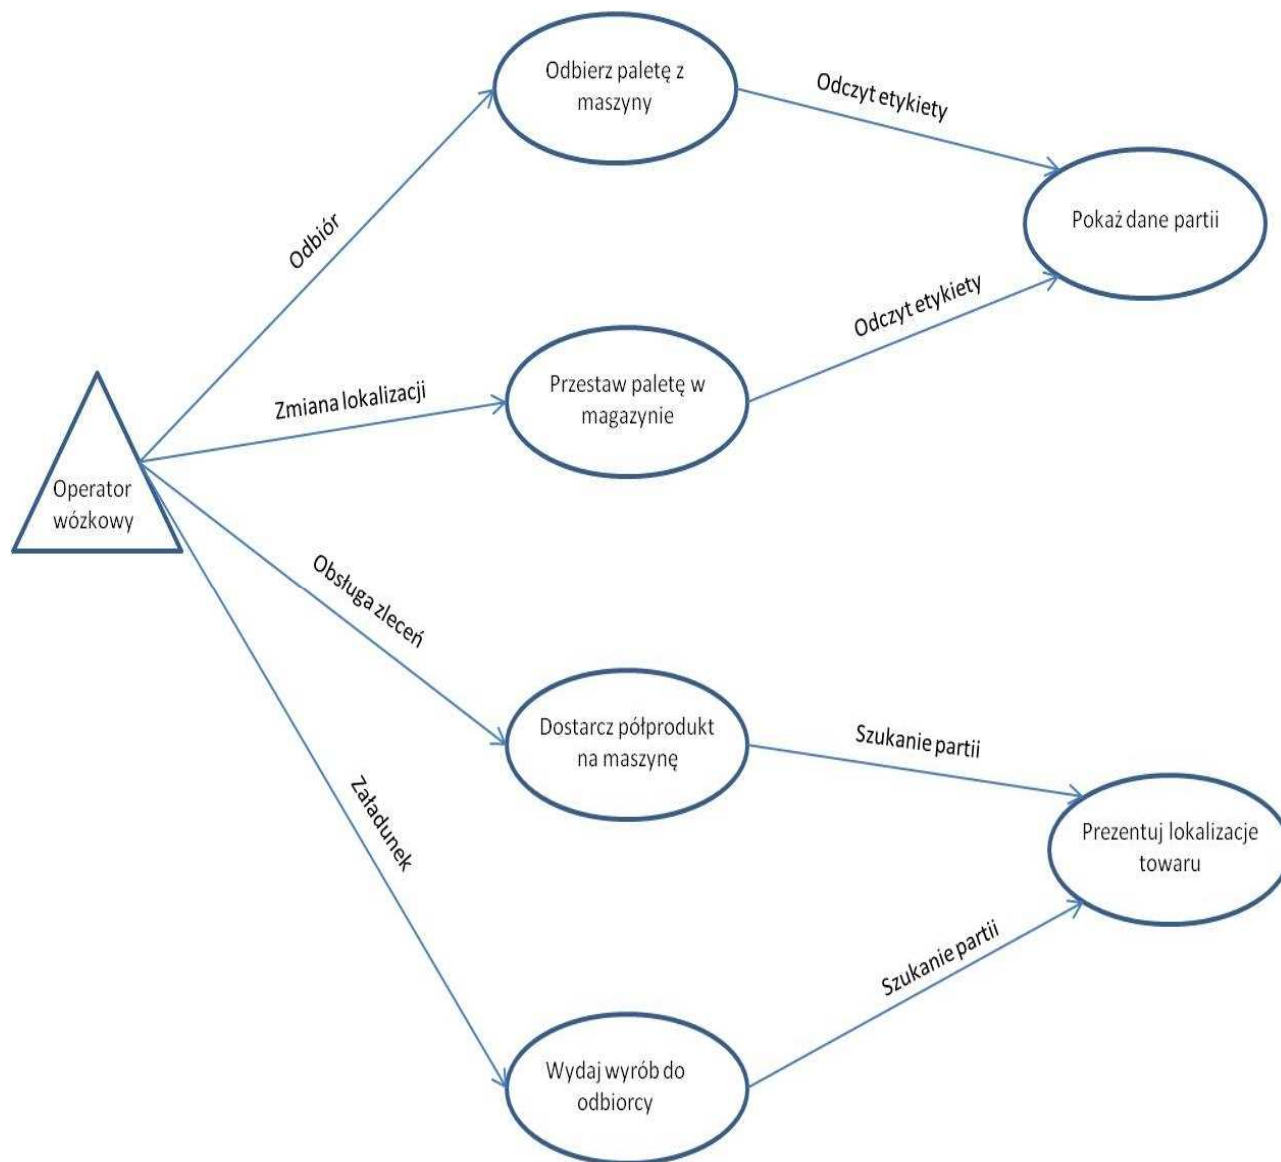 Odbierz paletę z
maszyny
Odczyt etykiety
Pokaż dane partii
Odbiór
Odczyt etykiety
Przestaw paletę w
magazynie
Zmiana lokalizacji
Operator
wózkowy
Obsługa zleceń
Dostarcz półprodukt
na maszynę
Szukanie partii
Prezentuj lokalizacje
towaru
Załadunek
Szukanie partii
Wydaj wyrób do
odbiorcy